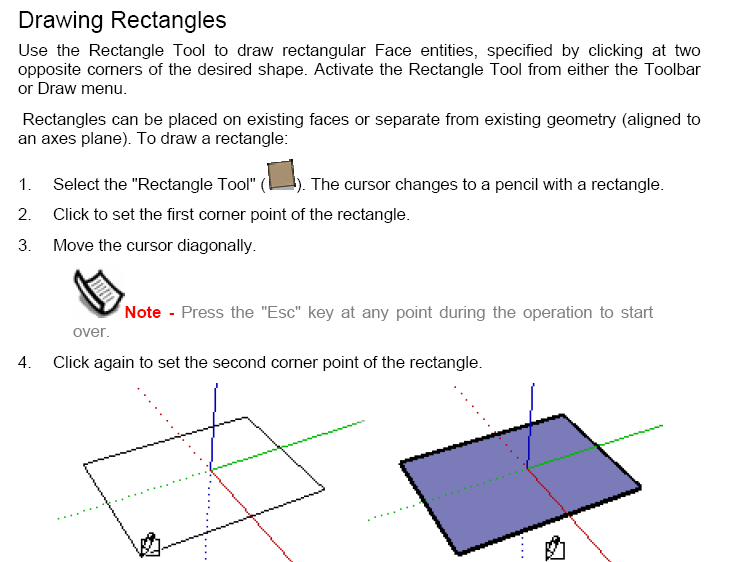 Drawing Rectangles
Use the Rectangle Tool to draw rectangular Face entities, specified by clicking at two
opposite corners of the desired shape. Activate the Rectangle Tool from either the Toolbar
or Draw menu.
Rectangles can be placed on existing faces or separate from existing geometry (aligned to
an axes plane). To draw a rectangle:
1. Select the "Rectangle Tool" ( ). The cursor changes to a pencil with a rectangle.
2. Click to set the first corner point of the rectangle.
3. Move the cursor diagonally.
Note - Press the "Esc" key at any point during the operation to start
over.
4. Click again to set the second corner point of the rectangle.